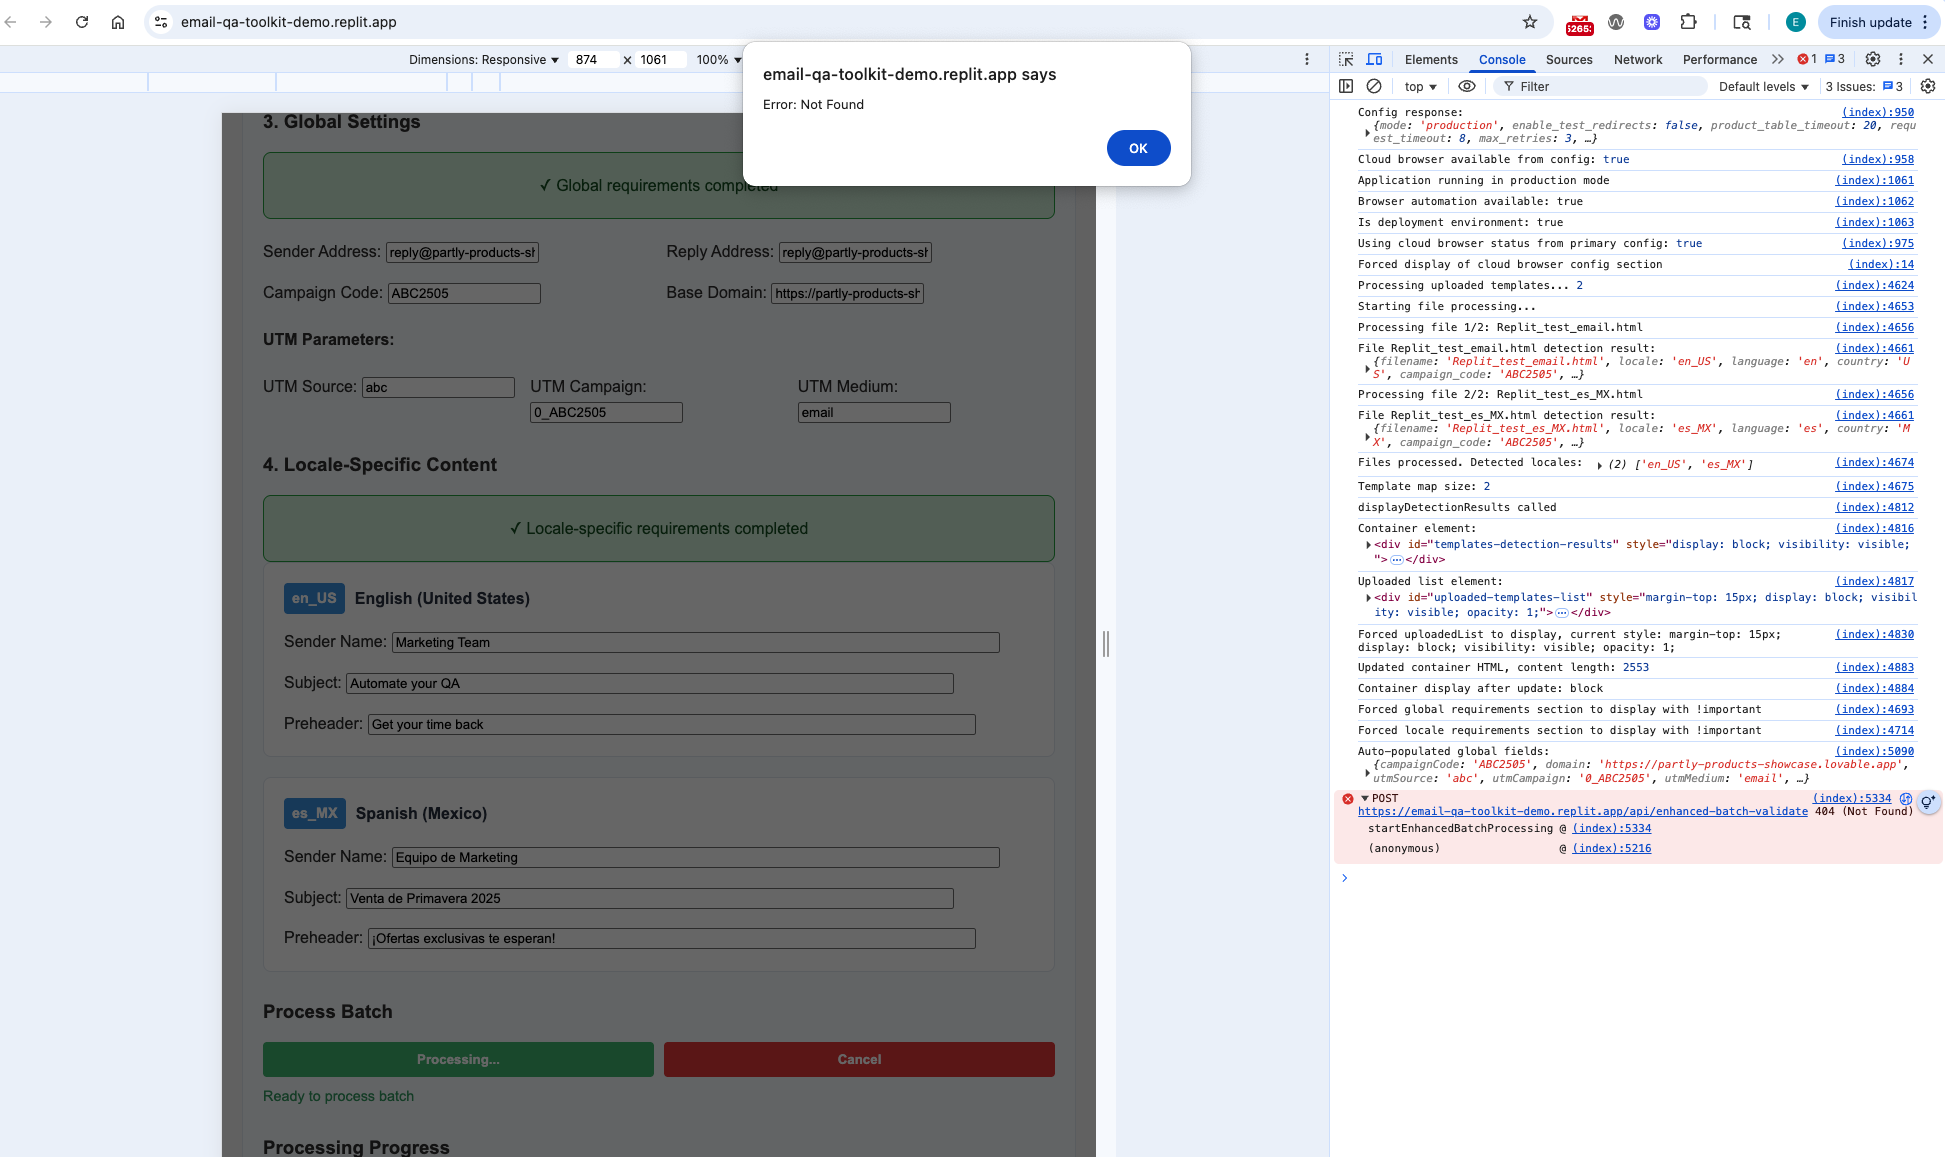 email-qa-toolkit-demo.replit.app
5265
E
Finish update
Dimensions: Responsive 874 x 1061 100%
email-qa-toolkit-demo.replit.app says
Error: Not Found
OK
3. Global Settings
✓ Global requirements completed
Sender Address: reply@partly-products-sh Reply Address: reply@partly-products-sh
Campaign Code: ABC2505 Base Domain: https://partly-products-sh
UTM Parameters:
UTM Source: abc UTM Campaign: 0_ABC2505 UTM Medium: email
4. Locale-Specific Content
✓ Locale-specific requirements completed
en_US English (United States)
Sender Name: Marketing Team
Subject: Automate your QA
Preheader: Get your time back
es_MX Spanish (Mexico)
Sender Name: Equipo de Marketing
Subject: Venta de Primavera 2025
Preheader: ¡Ofertas exclusivas te esperan!
Process Batch
Processing... Cancel
Ready to process batch
Processing Progress
Elements Console Sources Network Performance 1 3
top Filter Default levels 3 Issues: 3
Config response: (index):950
{mode: 'production', enable_test_redirects: false, product_table_timeout: 20, requ
est_timeout: 8, max_retries: 3, …}
Cloud browser available from config: true (index):958
Application running in production mode (index):1061
Browser automation available: true (index):1062
Is deployment environment: true (index):1063
Using cloud browser status from primary config: true (index):975
Forced display of cloud browser config section (index):14
Processing uploaded templates... 2 (index):4624
Starting file processing... (index):4653
Processing file 1/2: Replit_test_email.html (index):4656
File Replit_test_email.html detection result: (index):4661
{filename: 'Replit_test_email.html', locale: 'en_US', language: 'en', country: 'U
S', campaign_code: 'ABC2505', …}
Processing file 2/2: Replit_test_es_MX.html (index):4656
File Replit_test_es_MX.html detection result: (index):4661
{filename: 'Replit_test_es_MX.html', locale: 'es_MX', language: 'es', country: 'M
X', campaign_code: 'ABC2505', …}
Files processed. Detected locales: (2) ['en_US', 'es_MX'] (index):4674
Template map size: 2 (index):4675
displayDetectionResults called (index):4812
Container element: (index):4816
<div id="templates-detection-results" style="display: block; visibility: visible;
">…</div>
Uploaded list element: (index):4817
<div id="uploaded-templates-list" style="margin-top: 15px; display: block; visibil
ity: visible; opacity: 1;">…</div>
Forced uploadedList to display, current style: margin-top: 15px; (index):4830
display: block; visibility: visible; opacity: 1;
Updated container HTML, content length: 2553 (index):4883
Container display after update: block (index):4884
Forced global requirements section to display with !important (index):4693
Forced locale requirements section to display with !important (index):4714
Auto-populated global fields: (index):5090
{campaignCode: 'ABC2505', domain: 'https://partly-products-showcase.lovable.app',
utmSource: 'abc', utmCampaign: '0_ABC2505', utmMedium: 'email', …}
POST (index):5334
https://email-qa-toolkit-demo.replit.app/api/enhanced-batch-validate 404 (Not Found)
startEnhancedBatchProcessing @ (index):5334
(anonymous) @ (index):5216